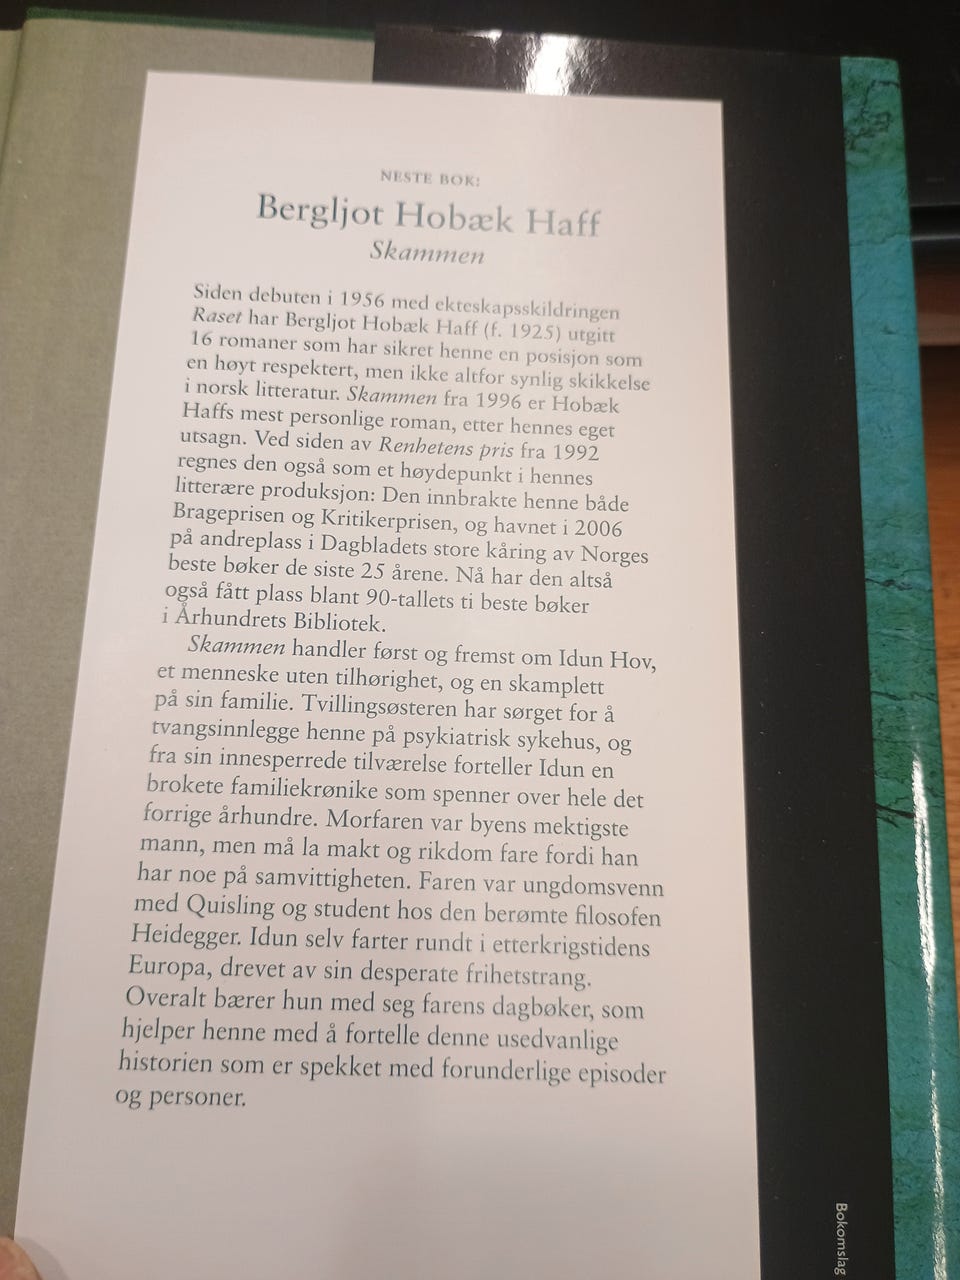 NESTE BOK:
Bergljot Hobæk Haff
Skammen
Siden debuten i 1956 med ekteskapsskildringen
Raset har Bergljot Hobæk Haff (f. 1925) utgitt
16 romaner som har sikret henne en posisjon som
en høyt respektert, men ikke altfor synlig skikkelse
i norsk litteratur. Skammen fra 1996 er Hobæk
Haffs mest personlige roman, etter hennes eget
utsagn. Ved siden av Renhetens pris fra 1992
regnes den også som et høydepunkt i hennes
litterære produksjon: Den innbrakte henne både
Brageprisen og Kritikerprisen, og havnet i 2006
på andreplass i Dagbladets store kåring av Norges
beste bøker de siste 25 årene. Nå har den altså
også fått plass blant 90-tallets ti beste bøker
i Århundrets Bibliotek.
Skammen handler først og fremst om Idun Hov,
et menneske uten tilhørighet, og en skamplett
på sin familie. Tvillingsøsteren har sørget for å
tvangsinnlegge henne på psykiatrisk sykehus, og
fra sin innesperrede tilværelse forteller Idun en
brokete familiekrønike som spenner over hele det
forrige århundre. Morfaren var byens mektigste
mann, men må la makt og rikdom fare fordi han
har noe på samvittigheten. Faren var ungdomsvenn
med Quisling og student hos den berømte filosofen
Heidegger. Idun selv farter rundt i etterkrigstidens
Europa, drevet av sin desperate frihetstrang.
Overalt bærer hun med seg farens dagbøker, som
hjelper henne med å fortelle denne usedvanlige
historien som er spekket med forunderlige episoder
og personer.
Bokomslag